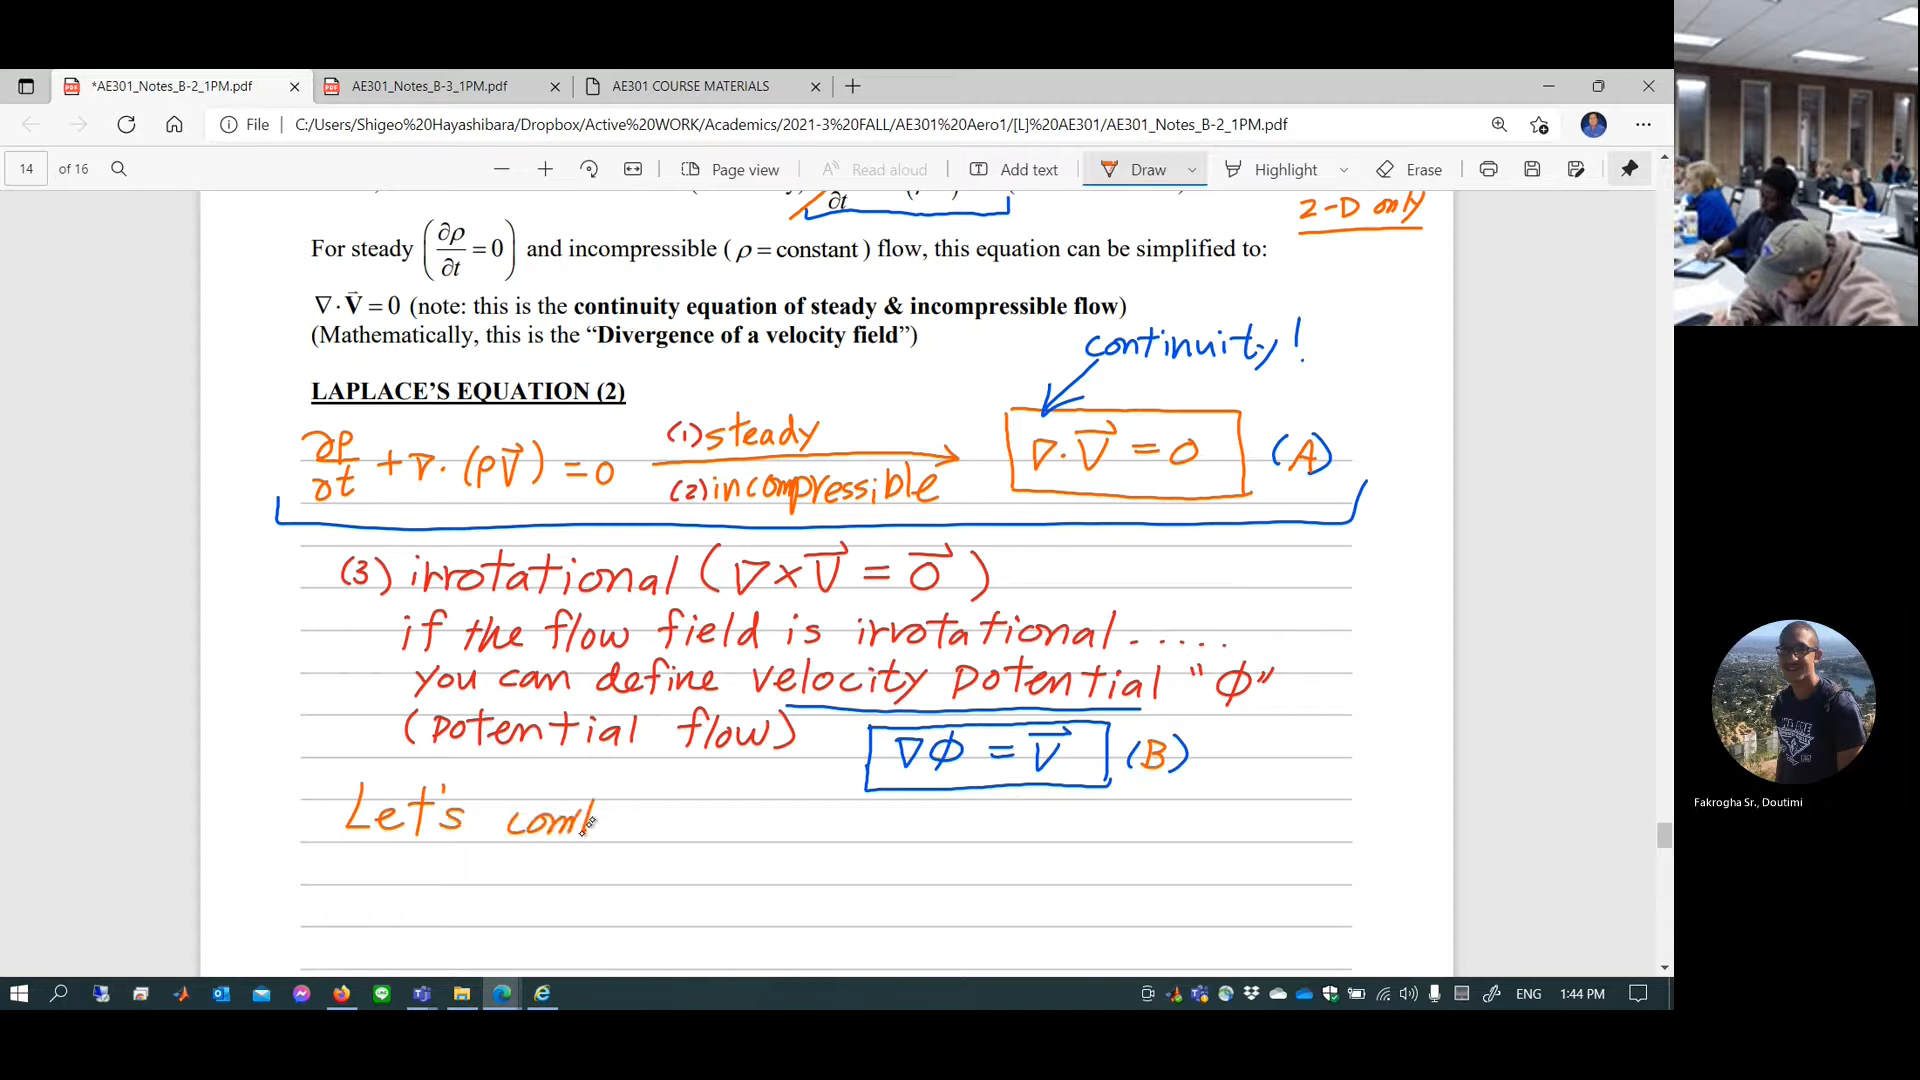 *AE301_Notes_B-2_1PM.pdf
AE301_Notes_B-3_1PM.pdf
AE301 COURSE MATERIALS
File C:/Users/Shigeo%20Hayashibara/Dropbox/Active%20WORK/Academics/2021-3%20FALL/AE301%20Aero1/[L]%20AE301/AE301_Notes_B-2_1PM.pdf
14 of 16 Page view Read aloud Add text Draw Highlight Erase
∂t
2-D only
For steady (∂ρ/∂t = 0) and incompressible (ρ = constant) flow, this equation can be simplified to:
∇·V⃗ = 0 (note: this is the continuity equation of steady & incompressible flow)
(Mathematically, this is the “Divergence of a velocity field”)
continuity!
LAPLACE’S EQUATION (2)
∂ρ/∂t + ∇·(ρV⃗) = 0 (1) steady (2) incompressible ∇·V⃗ = 0 (A)
(3) irrotational (∇×V⃗ = 0⃗)
if the flow field is irrotational.....
you can define velocity potential "φ"
(potential flow) ∇φ = V⃗ (B)
Let's com
Fakrogha Sr., Doutimi
ENG 1:44 PM